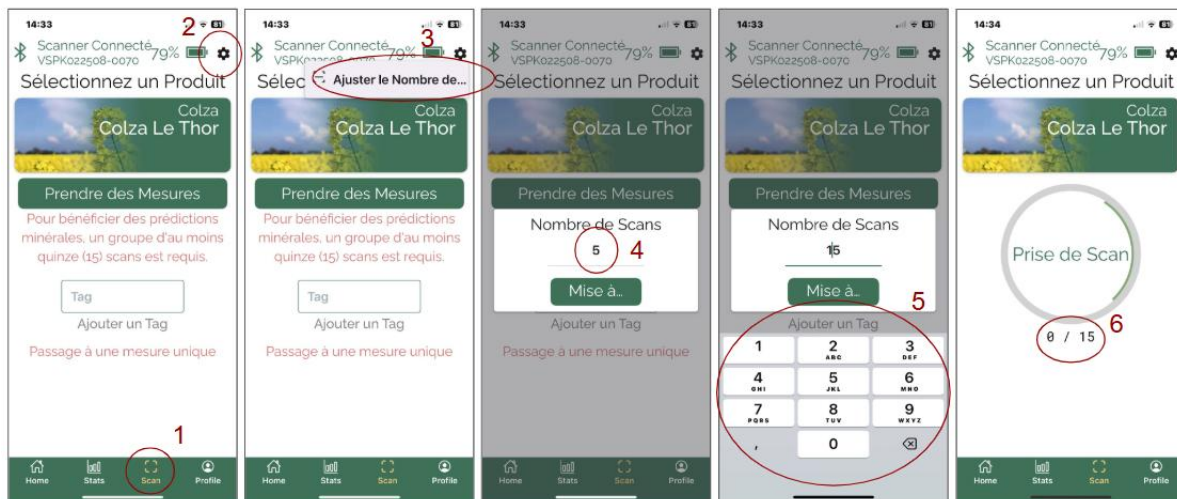 14:33
2
81
Scanner Connecté
VSPK022508-0070
79%
Sélectionnez un Produit
Colza
Colza Le Thor
Prendre des Mesures
Pour bénéficier des prédictions
minérales, un groupe d'au moins
quinze (15) scans est requis.
Tag
Ajouter un Tag
Passage à une mesure unique
1
Home
Stats
Scan
Profile
14:33
81
Scanner Connecté
79%
3
Ajuster le Nombre de...
Sélec
Colza
Colza Le Thor
Prendre des Mesures
Pour bénéficier des prédictions
minérales, un groupe d'au moins
quinze (15) scans est requis.
Tag
Ajouter un Tag
Passage à une mesure unique
Home
Stats
Scan
Profile
14:33
81
Scanner Connecté
VSPK022508-0070
79%
Sélectionnez un Produit
Colza
Colza Le Thor
Prendre des Mesures
Nombre de Scans
5
4
Mise à…
Ajouter un Tag
Passage à une mesure unique
Home
Stats
Scan
Profile
14:33
81
Scanner Connecté
VSPK022508-0070
79%
Sélectionnez un Produit
Colza
Colza Le Thor
Prendre des Mesures
Nombre de Scans
15
Mise à…
Ajouter un Tag
5
1
2 ABC
3 DEF
4 GHI
5 JKL
6 MNO
7 PQRS
8 TUV
9 WXYZ
,
0
14:34
81
Scanner Connecté
VSPK022508-0070
79%
Sélectionnez un Produit
Colza
Colza Le Thor
Prise de Scan
0 / 15
6
Home
Stats
Scan
Profile